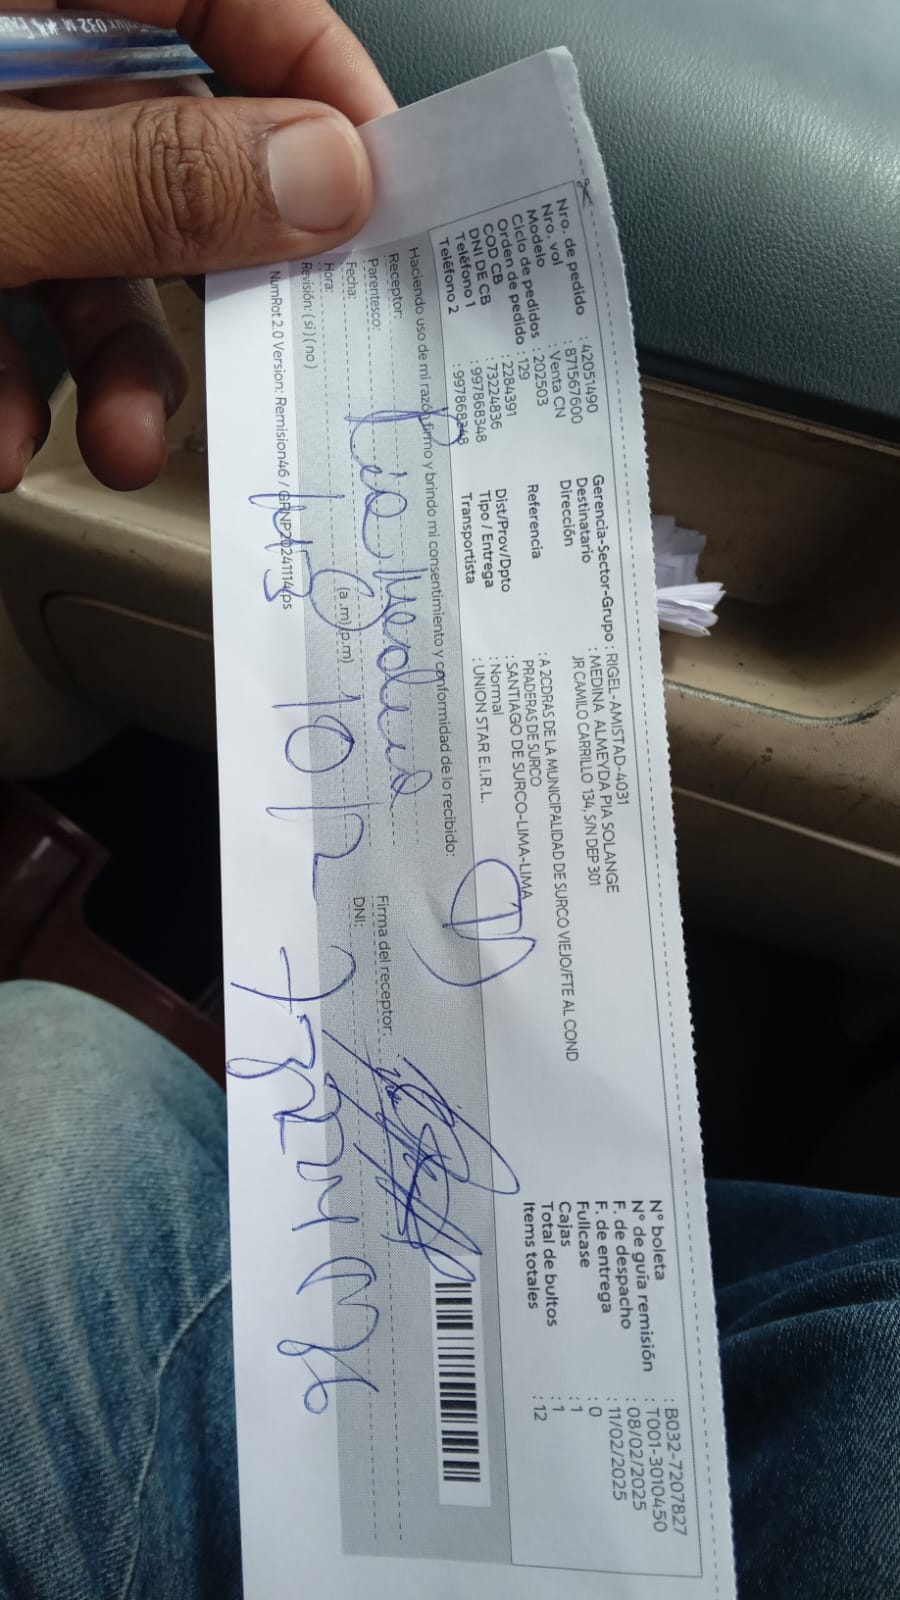 Nro. de pedido : 42051490
Nro. vol : 871567600
Modelo : Venta CN
Ciclo de pedidos : 202503
Orden de pedido : 129
COD CB : 2284391
DNI DE CB : 73224836
Teléfono 1 : 997868348
Teléfono 2 : 997868348
Gerencia-Sector-Grupo : RIGEL-AMISTAD-4031
Destinatario : MEDINA ALMEYDA PIA SOLANGE
Dirección JR CAMILO CARRILLO 134, S/N DEP 301
Referencia : A 2CDRAS DE LA MUNICIPALIDAD DE SURCO VIEJO/FTE AL COND
PRADERAS DE SURCO
Dist/Prov/Dpto : SANTIAGO DE SURCO-LIMA-LIMA
Tipo / Entrega : Normal
Transportista : UNION STAR E.I.R.L.
N° boleta : B032-7207827
N° de guía remisión : T001-3010450
F. de despacho : 08/02/2025
F. de entrega : 11/02/2025
Fullcase : 0
Cajas : 1
Total de bultos : 1
Items totales : 12
Haciendo uso de mi razón firmo y brindo mi consentimiento y conformidad de lo recibido:
Receptor:
Parentesco: Firma del receptor:
Fecha: DNI:
Hora: (a.m)(p.m)
Revisión: (si) (no)
NumRot 2.0 Version: Remision46 / GRNP20241114.ps